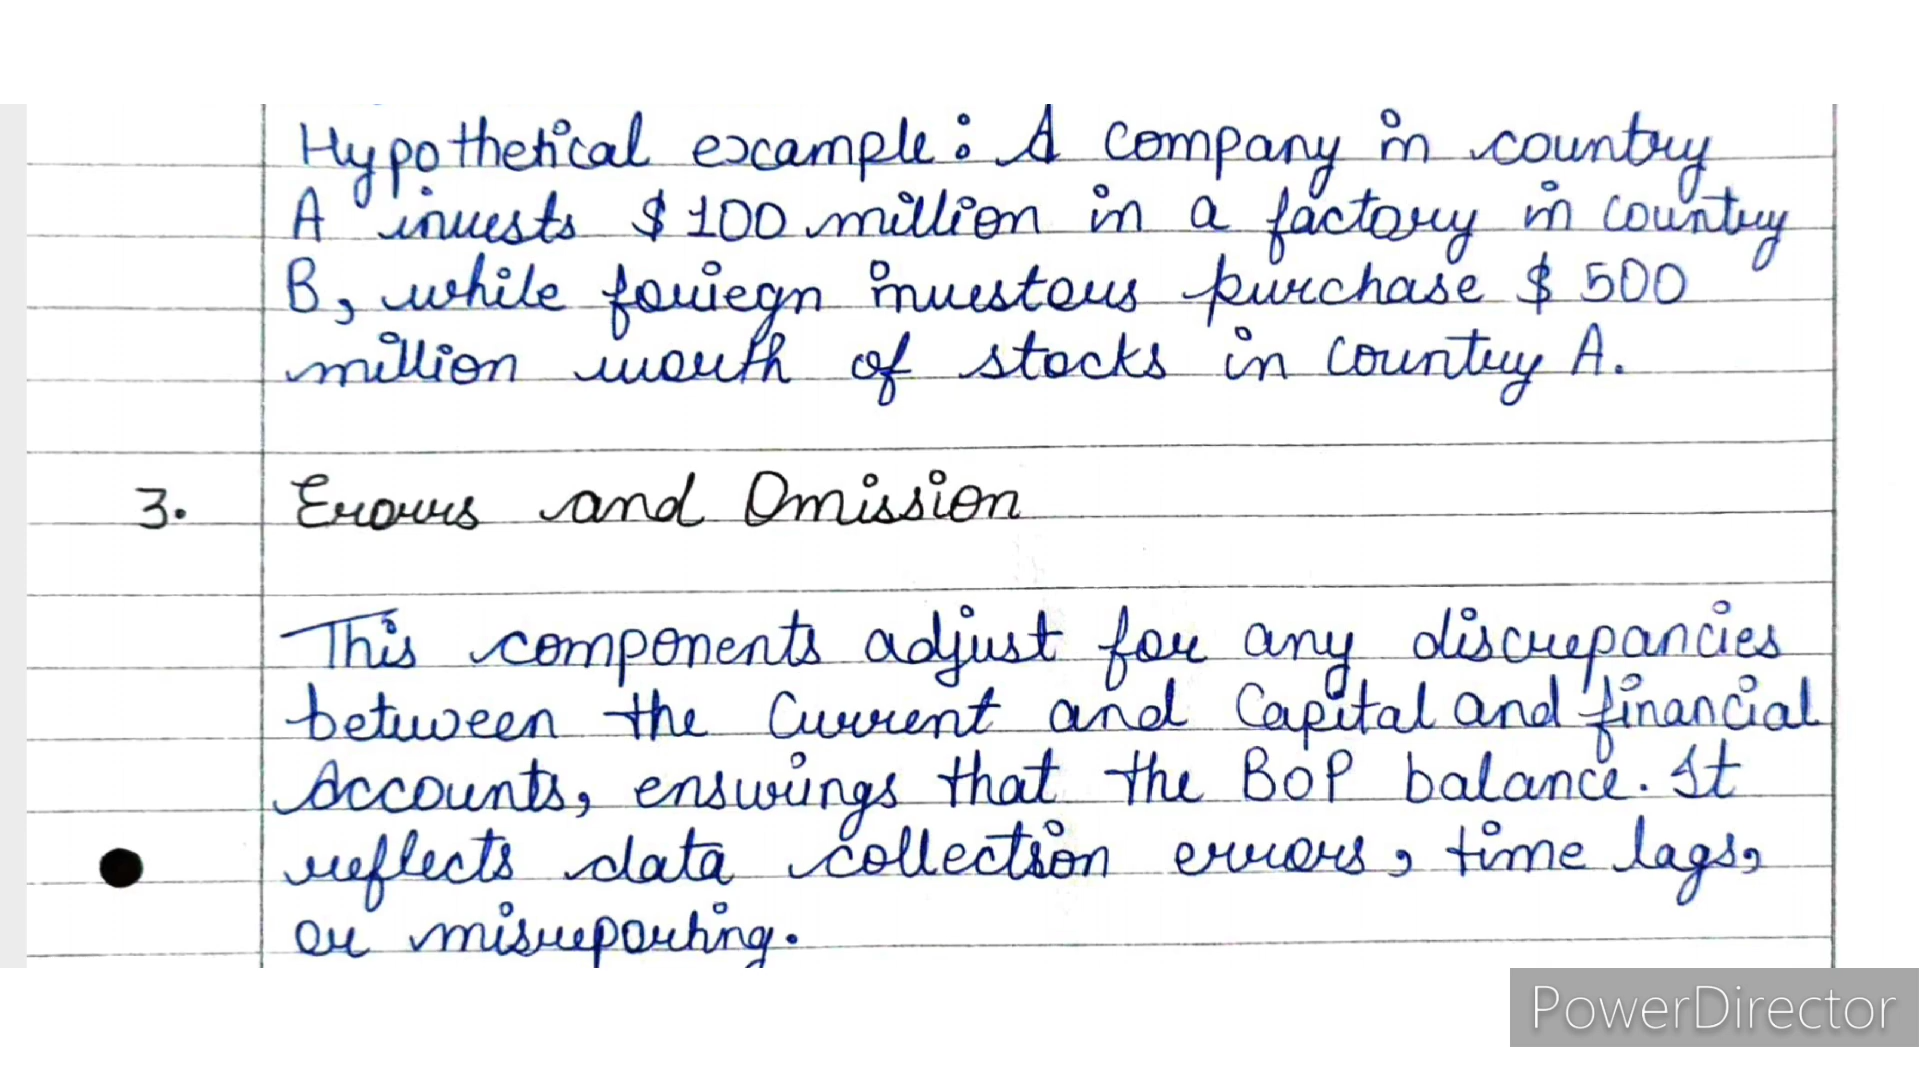 Hypothetical example: A company in country
A invests $100 million in a factory in country
B, while foriegn investors purchase $ 500
million worth of stocks in country A.
3. Errors and Omission
This components adjust for any discrepancies
between the Current and Capital and financial
Accounts, ensurings that the BOP balance. It
reflects data collection errors, time lags,
or misreporting.
PowerDirector